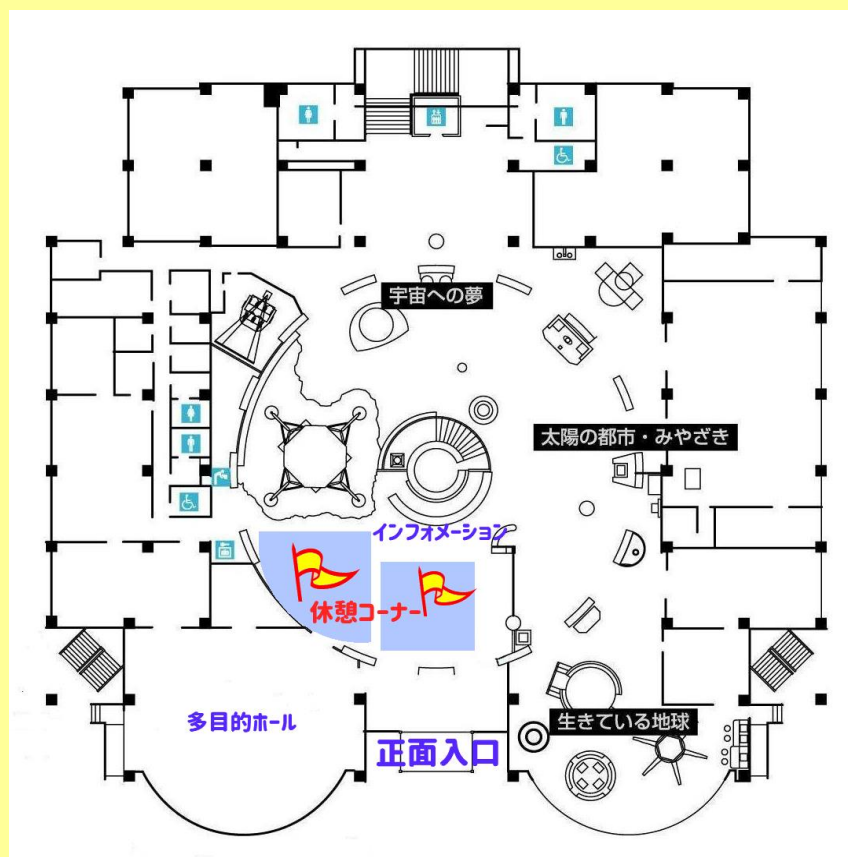 宇宙への夢
太陽の都市・みやざき
インフォメーション
休憩コーナー
多目的ホール
生きている地球
正面入口